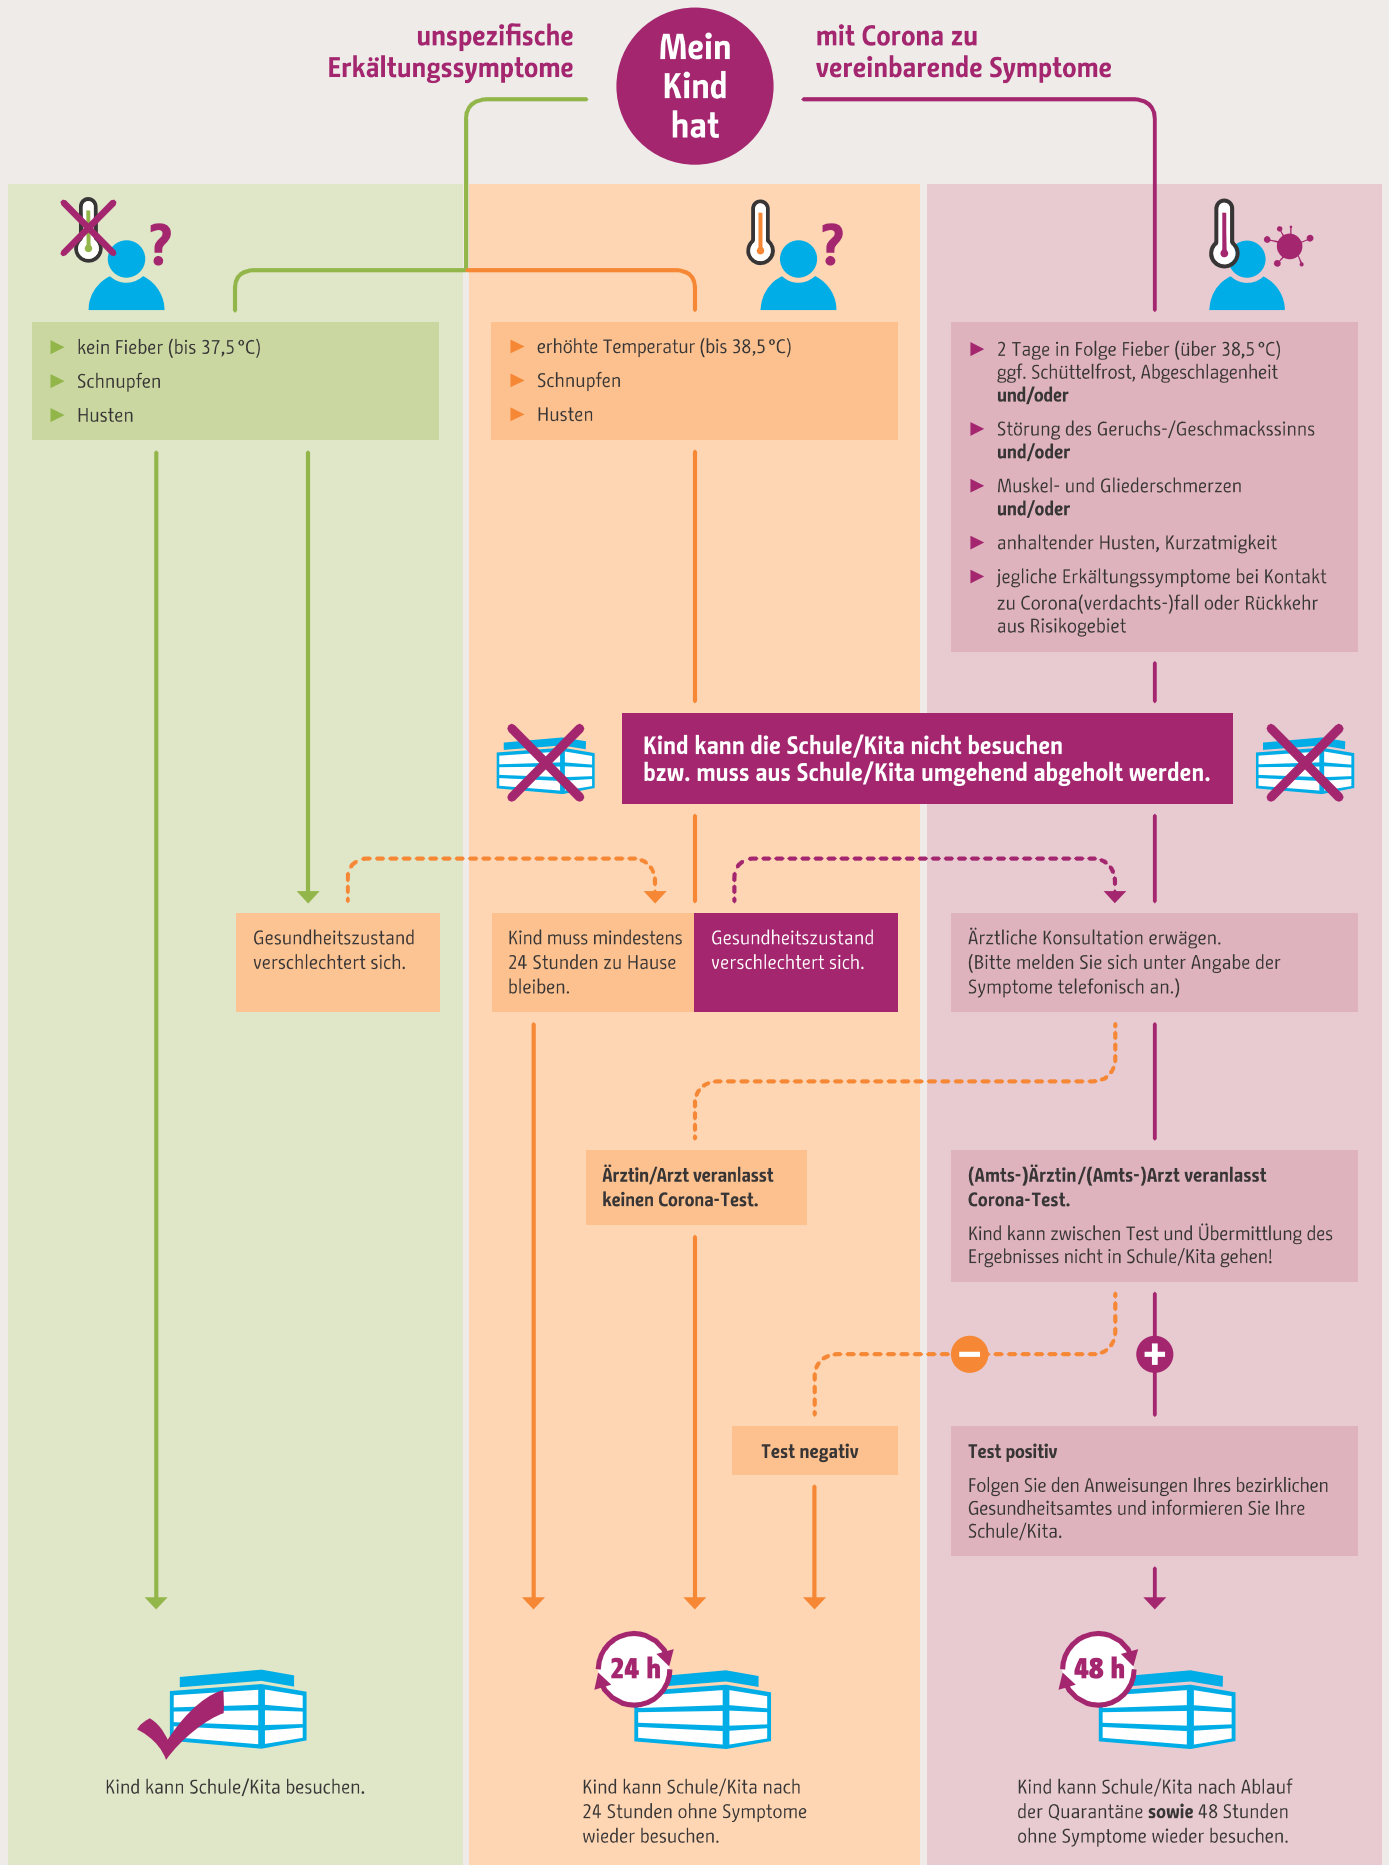 unspezifische
Erkältungssymptome
Mein
Kind
hat
mit Corona zu
vereinbarende Symptome
?
?
kein Fieber (bis 37,5 °C)
Schnupfen
Husten
erhöhte Temperatur (bis 38,5 °C)
Schnupfen
Husten
2 Tage in Folge Fieber (über 38,5 °C)
ggf. Schüttelfrost, Abgeschlagenheit
und/oder
Störung des Geruchs-/Geschmackssinns
und/oder
Muskel- und Gliederschmerzen
und/oder
anhaltender Husten, Kurzatmigkeit
jegliche Erkältungssymptome bei Kontakt
zu Corona(verdachts-)fall oder Rückkehr
aus Risikogebiet
Kind kann die Schule/Kita nicht besuchen
bzw. muss aus Schule/Kita umgehend abgeholt werden.
Gesundheitszustand
verschlechtert sich.
Kind muss mindestens
24 Stunden zu Hause
bleiben.
Gesundheitszustand
verschlechtert sich.
Ärztliche Konsultation erwägen.
(Bitte melden Sie sich unter Angabe der
Symptome telefonisch an.)
Ärztin/Arzt veranlasst
keinen Corona-Test.
(Amts-)Ärztin/(Amts-)Arzt veranlasst
Corona-Test.
Kind kann zwischen Test und Übermittlung des
Ergebnisses nicht in Schule/Kita gehen!
Test negativ
Test positiv
Folgen Sie den Anweisungen Ihres bezirklichen
Gesundheitsamtes und informieren Sie Ihre
Schule/Kita.
24 h
48 h
Kind kann Schule/Kita besuchen.
Kind kann Schule/Kita nach
24 Stunden ohne Symptome
wieder besuchen.
Kind kann Schule/Kita nach Ablauf
der Quarantäne sowie 48 Stunden
ohne Symptome wieder besuchen.